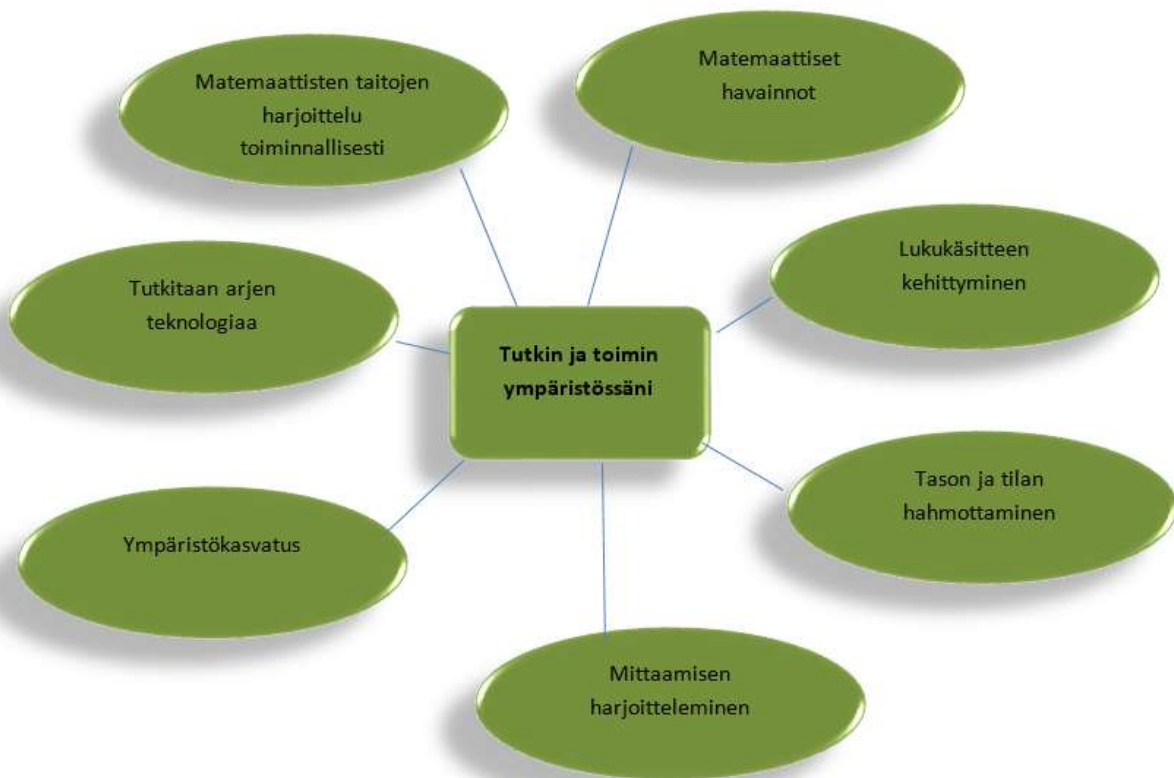 Matemaattisten taitojen
harjoittelu
toiminnallisesti
Matemaattiset
havainnot
Lukukäsitteen
kehittyminen
Tutkitaan arjen
teknologiaa
Tutkin ja toimin
ympäristössäni
Tason ja tilan
hahmottaminen
Ympäristökasvatus
Mittaamisen
harjoitteleminen